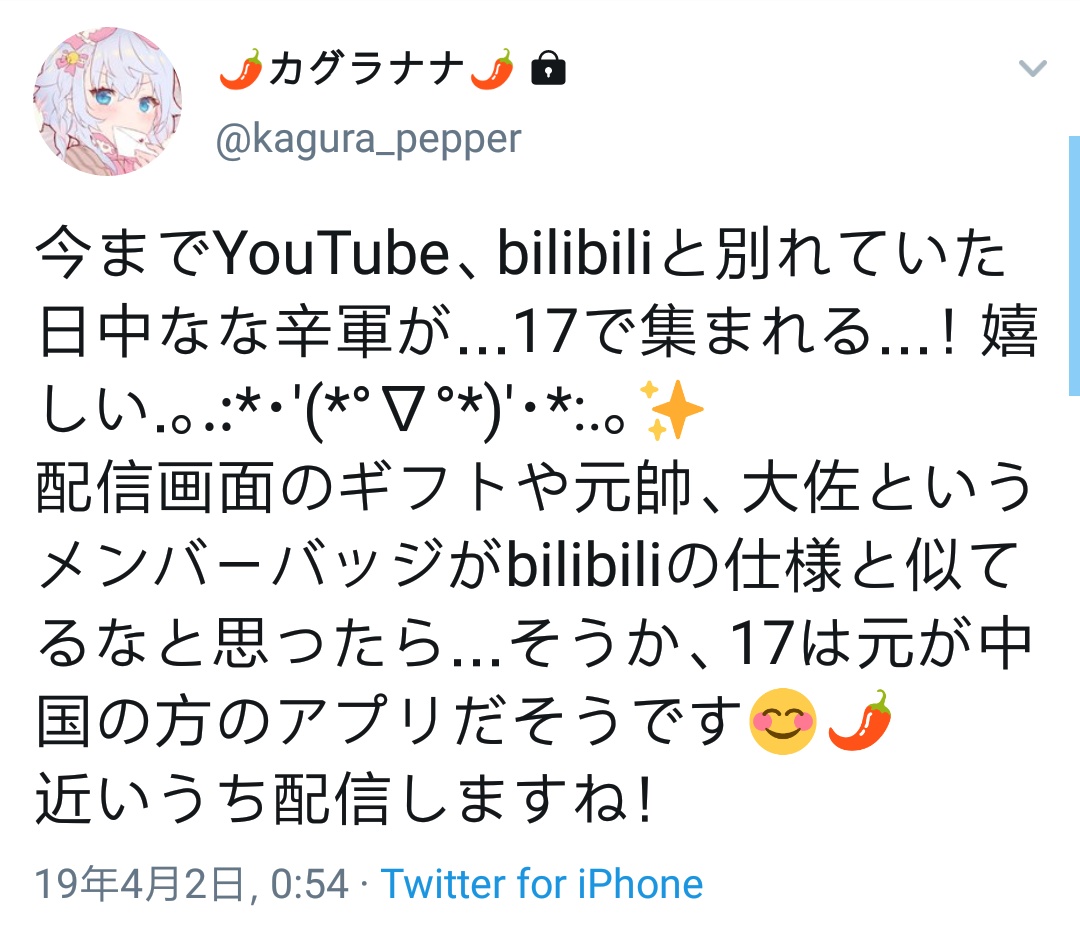 🌶カグラナナ🌶🔒
@kagura_pepper
今までYouTube、bilibiliと別れていた
日中なな辛軍が…17で集まれる…！嬉
しい.｡.:*･'(*°∇°*)'･*:.｡✨
配信画面のギフトや元帥、大佐という
メンバーバッジがbilibiliの仕様と似て
るなと思ったら…そうか、17は元が中
国の方のアプリだそうです😊🌶
近いうち配信しますね！
19年4月2日, 0:54 · Twitter for iPhone